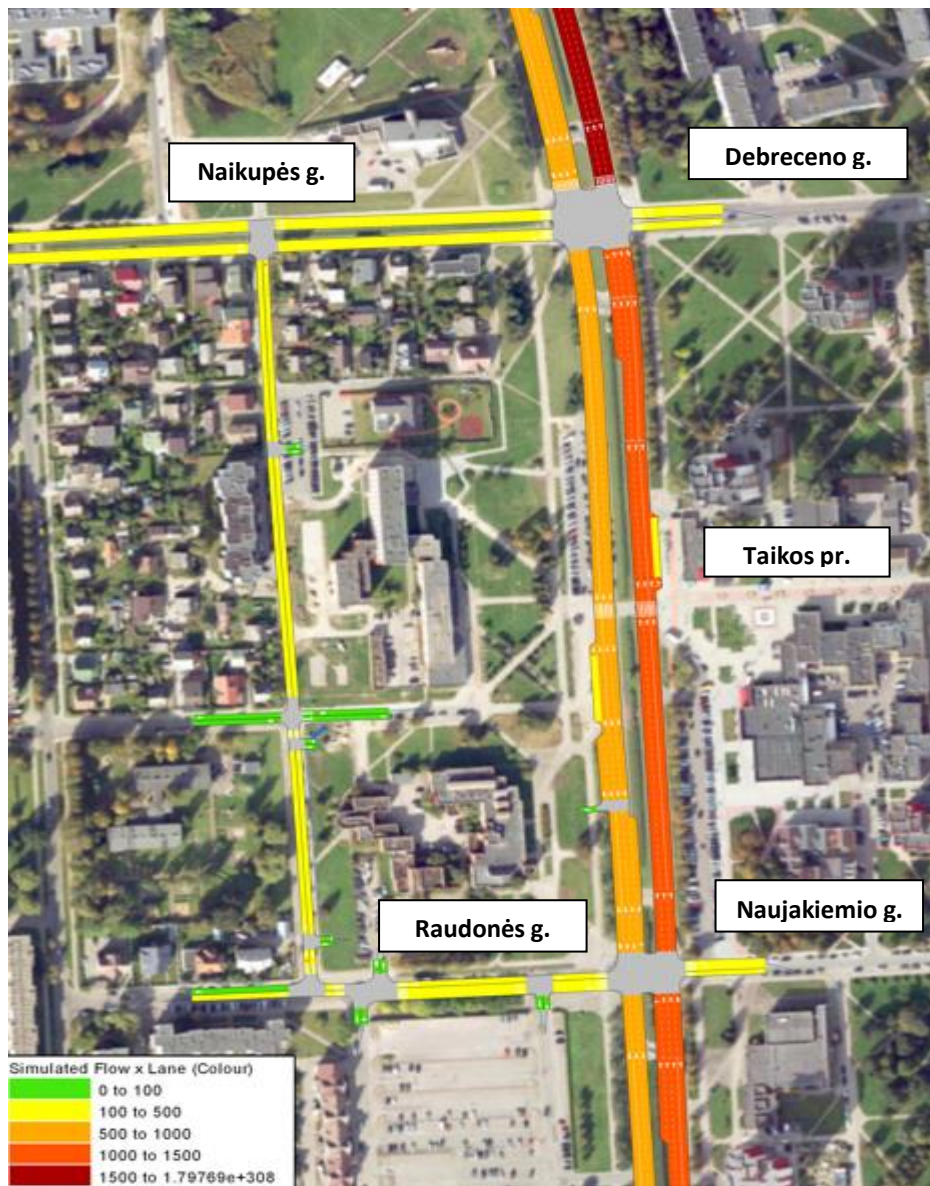 Naikupės g.
Debreceno g.
Taikos pr.
Naujakiemio g.
Raudonės g.
Simulated Flow x Lane (Colour)
0 to 100
100 to 500
500 to 1000
1000 to 1500
1500 to 1.79769e+308